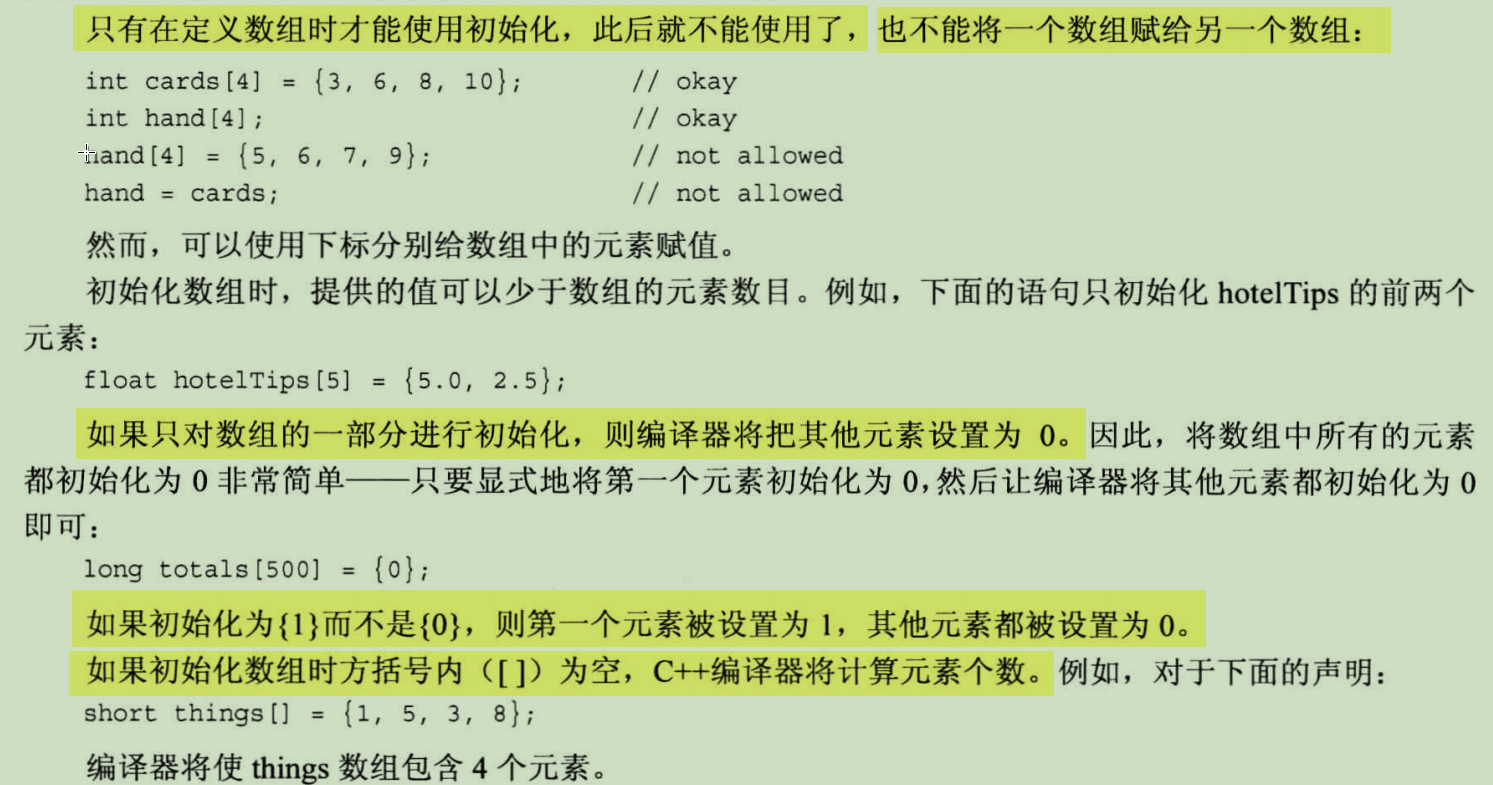 只有在定义数组时才能使用初始化，此后就不能使用了，也不能将一个数组赋给另一个数组：
int cards[4] = {3, 6, 8, 10};     // okay
int hand[4];     // okay
hand[4] = {5, 6, 7, 9};     // not allowed
hand = cards;     // not allowed
然而，可以使用下标分别给数组中的元素赋值。
初始化数组时，提供的值可以少于数组的元素数目。例如，下面的语句只初始化 hotelTips 的前两个
元素：
float hotelTips[5] = {5.0, 2.5};
如果只对数组的一部分进行初始化，则编译器将把其他元素设置为 0。因此，将数组中所有的元素
都初始化为 0 非常简单——只要显式地将第一个元素初始化为 0，然后让编译器将其他元素都初始化为 0
即可：
long totals[500] = {0};
如果初始化为{1}而不是{0}，则第一个元素被设置为 1，其他元素都被设置为 0。
如果初始化数组时方括号内（[ ]）为空，C++编译器将计算元素个数。例如，对于下面的声明：
short things[] = {1, 5, 3, 8};
编译器将使 things 数组包含 4 个元素。